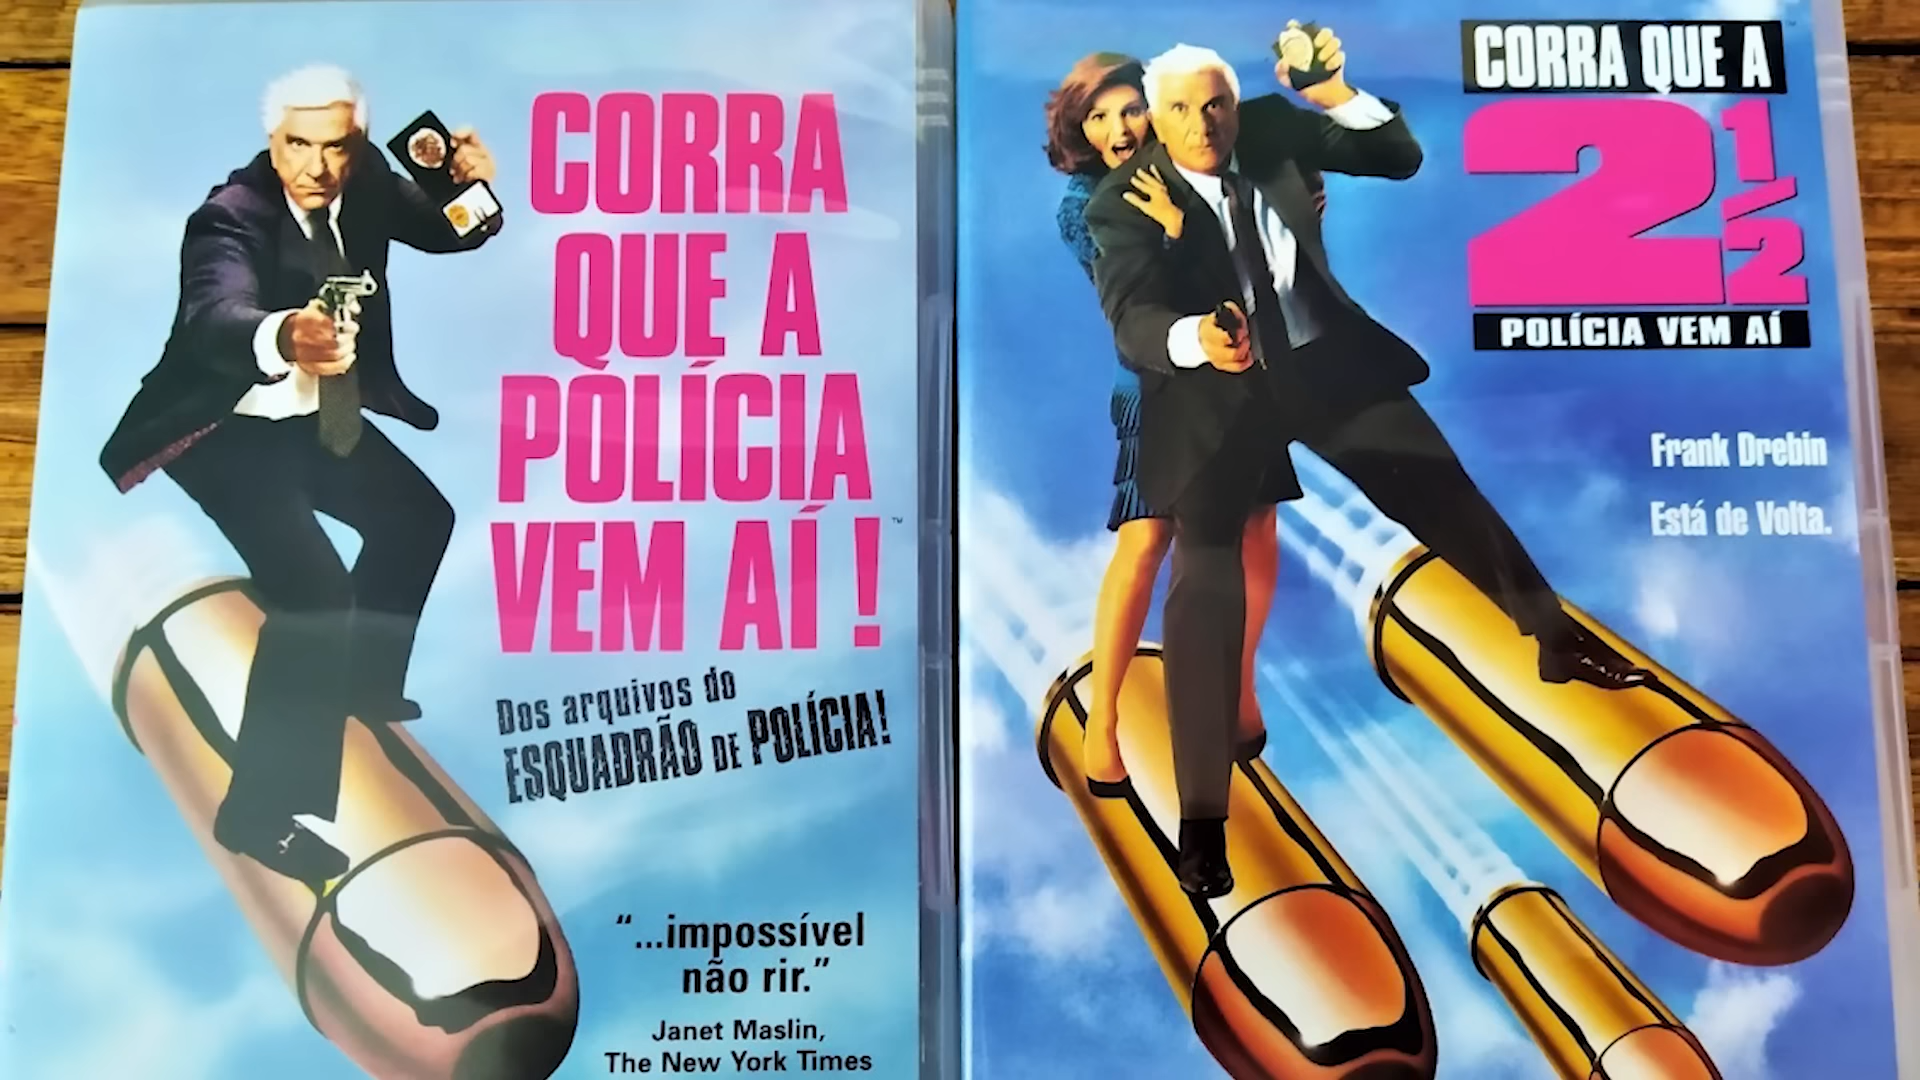 CORRA
QUE A
POLÍCIA
VEM AÍ!
™
Dos arquivos do
ESQUADRÃO DE POLÍCIA!
“...impossível
não rir.”
Janet Maslin,
The New York Times
CORRA QUE A
2 1/2
POLÍCIA VEM AÍ
Frank Drebin
Está de Volta.